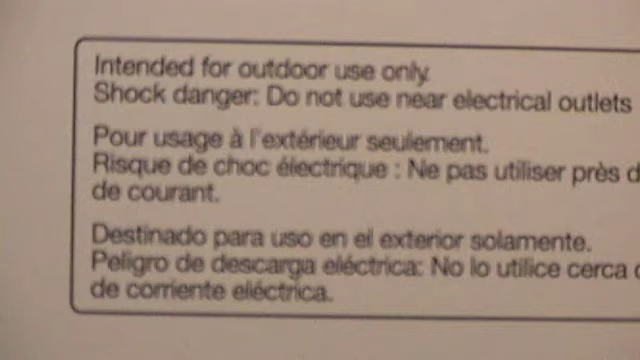 Intended for outdoor use only.
Shock danger: Do not use near electrical outlets
Pour usage à l'extérieur seulement.
Risque de choc électrique : Ne pas utiliser près
de courant.
Destinado para uso en el exterior solamente.
Peligro de descarga eléctrica: No lo utilice cerca
de corriente eléctrica.